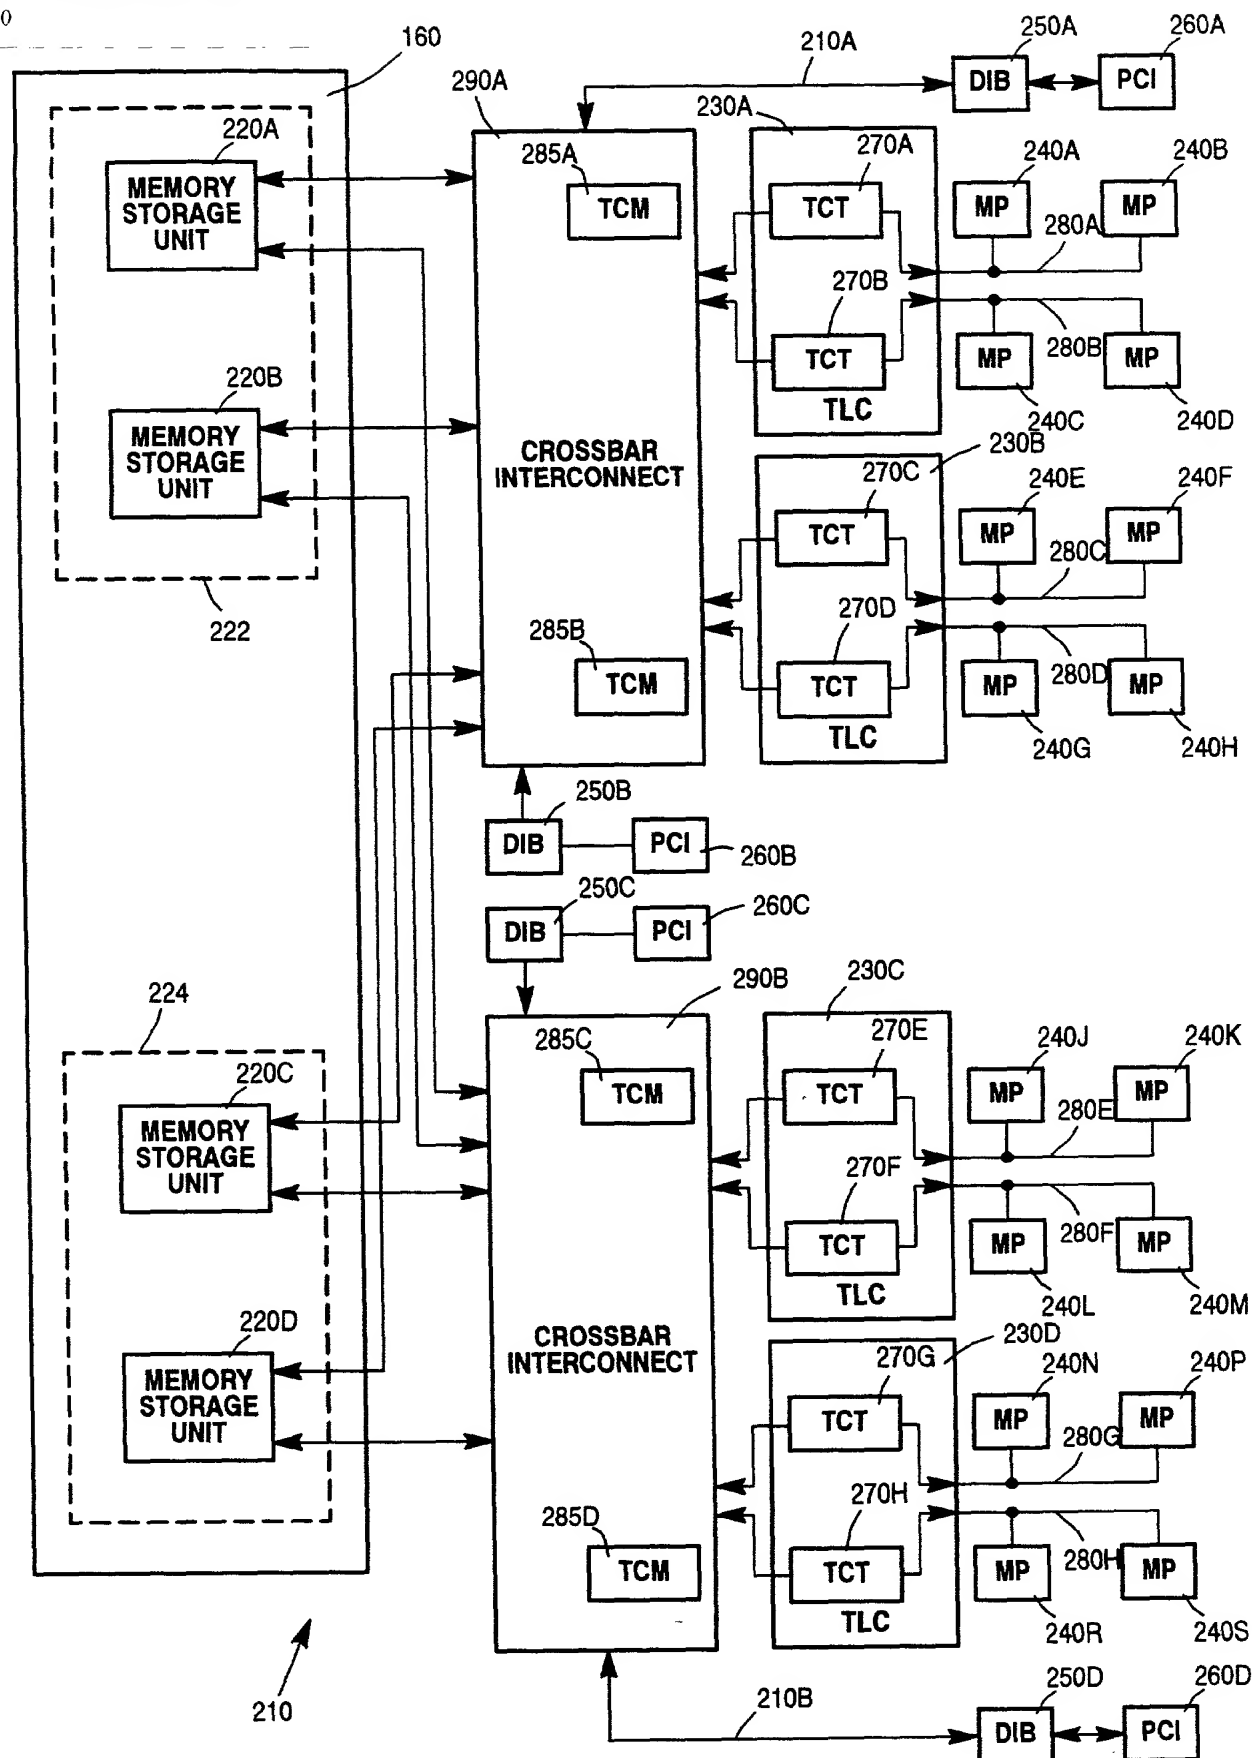 0
160
290A
210A
250A
260A
DIB
PCI
230A
220A
285A
270A
240A
240B
MEMORY
STORAGE
UNIT
TCM
TCT
MP
MP
280A
270B
220B
TCT
280B
MP
MP
TLC
240C
240D
MEMORY
STORAGE
UNIT
CROSSBAR
INTERCONNECT
230B
270C
240E
240F
TCT
MP
MP
280C
222
285B
270D
TCM
TCT
280D
MP
MP
TLC
240G
240H
250B
DIB
PCI
260B
250C
260C
DIB
PCI
224
290B
230C
285C
270E
240J
240K
220C
TCM
TCT
MP
MP
280E
MEMORY
STORAGE
UNIT
270F
280F
TCT
MP
MP
TLC
240L
240M
220D
CROSSBAR
INTERCONNECT
230D
270G
240N
240P
MEMORY
STORAGE
UNIT
TCT
MP
MP
280G
285D
270H
TCM
TCT
280H
MP
MP
TLC
240R
240S
210
210B
250D
260D
DIB
PCI